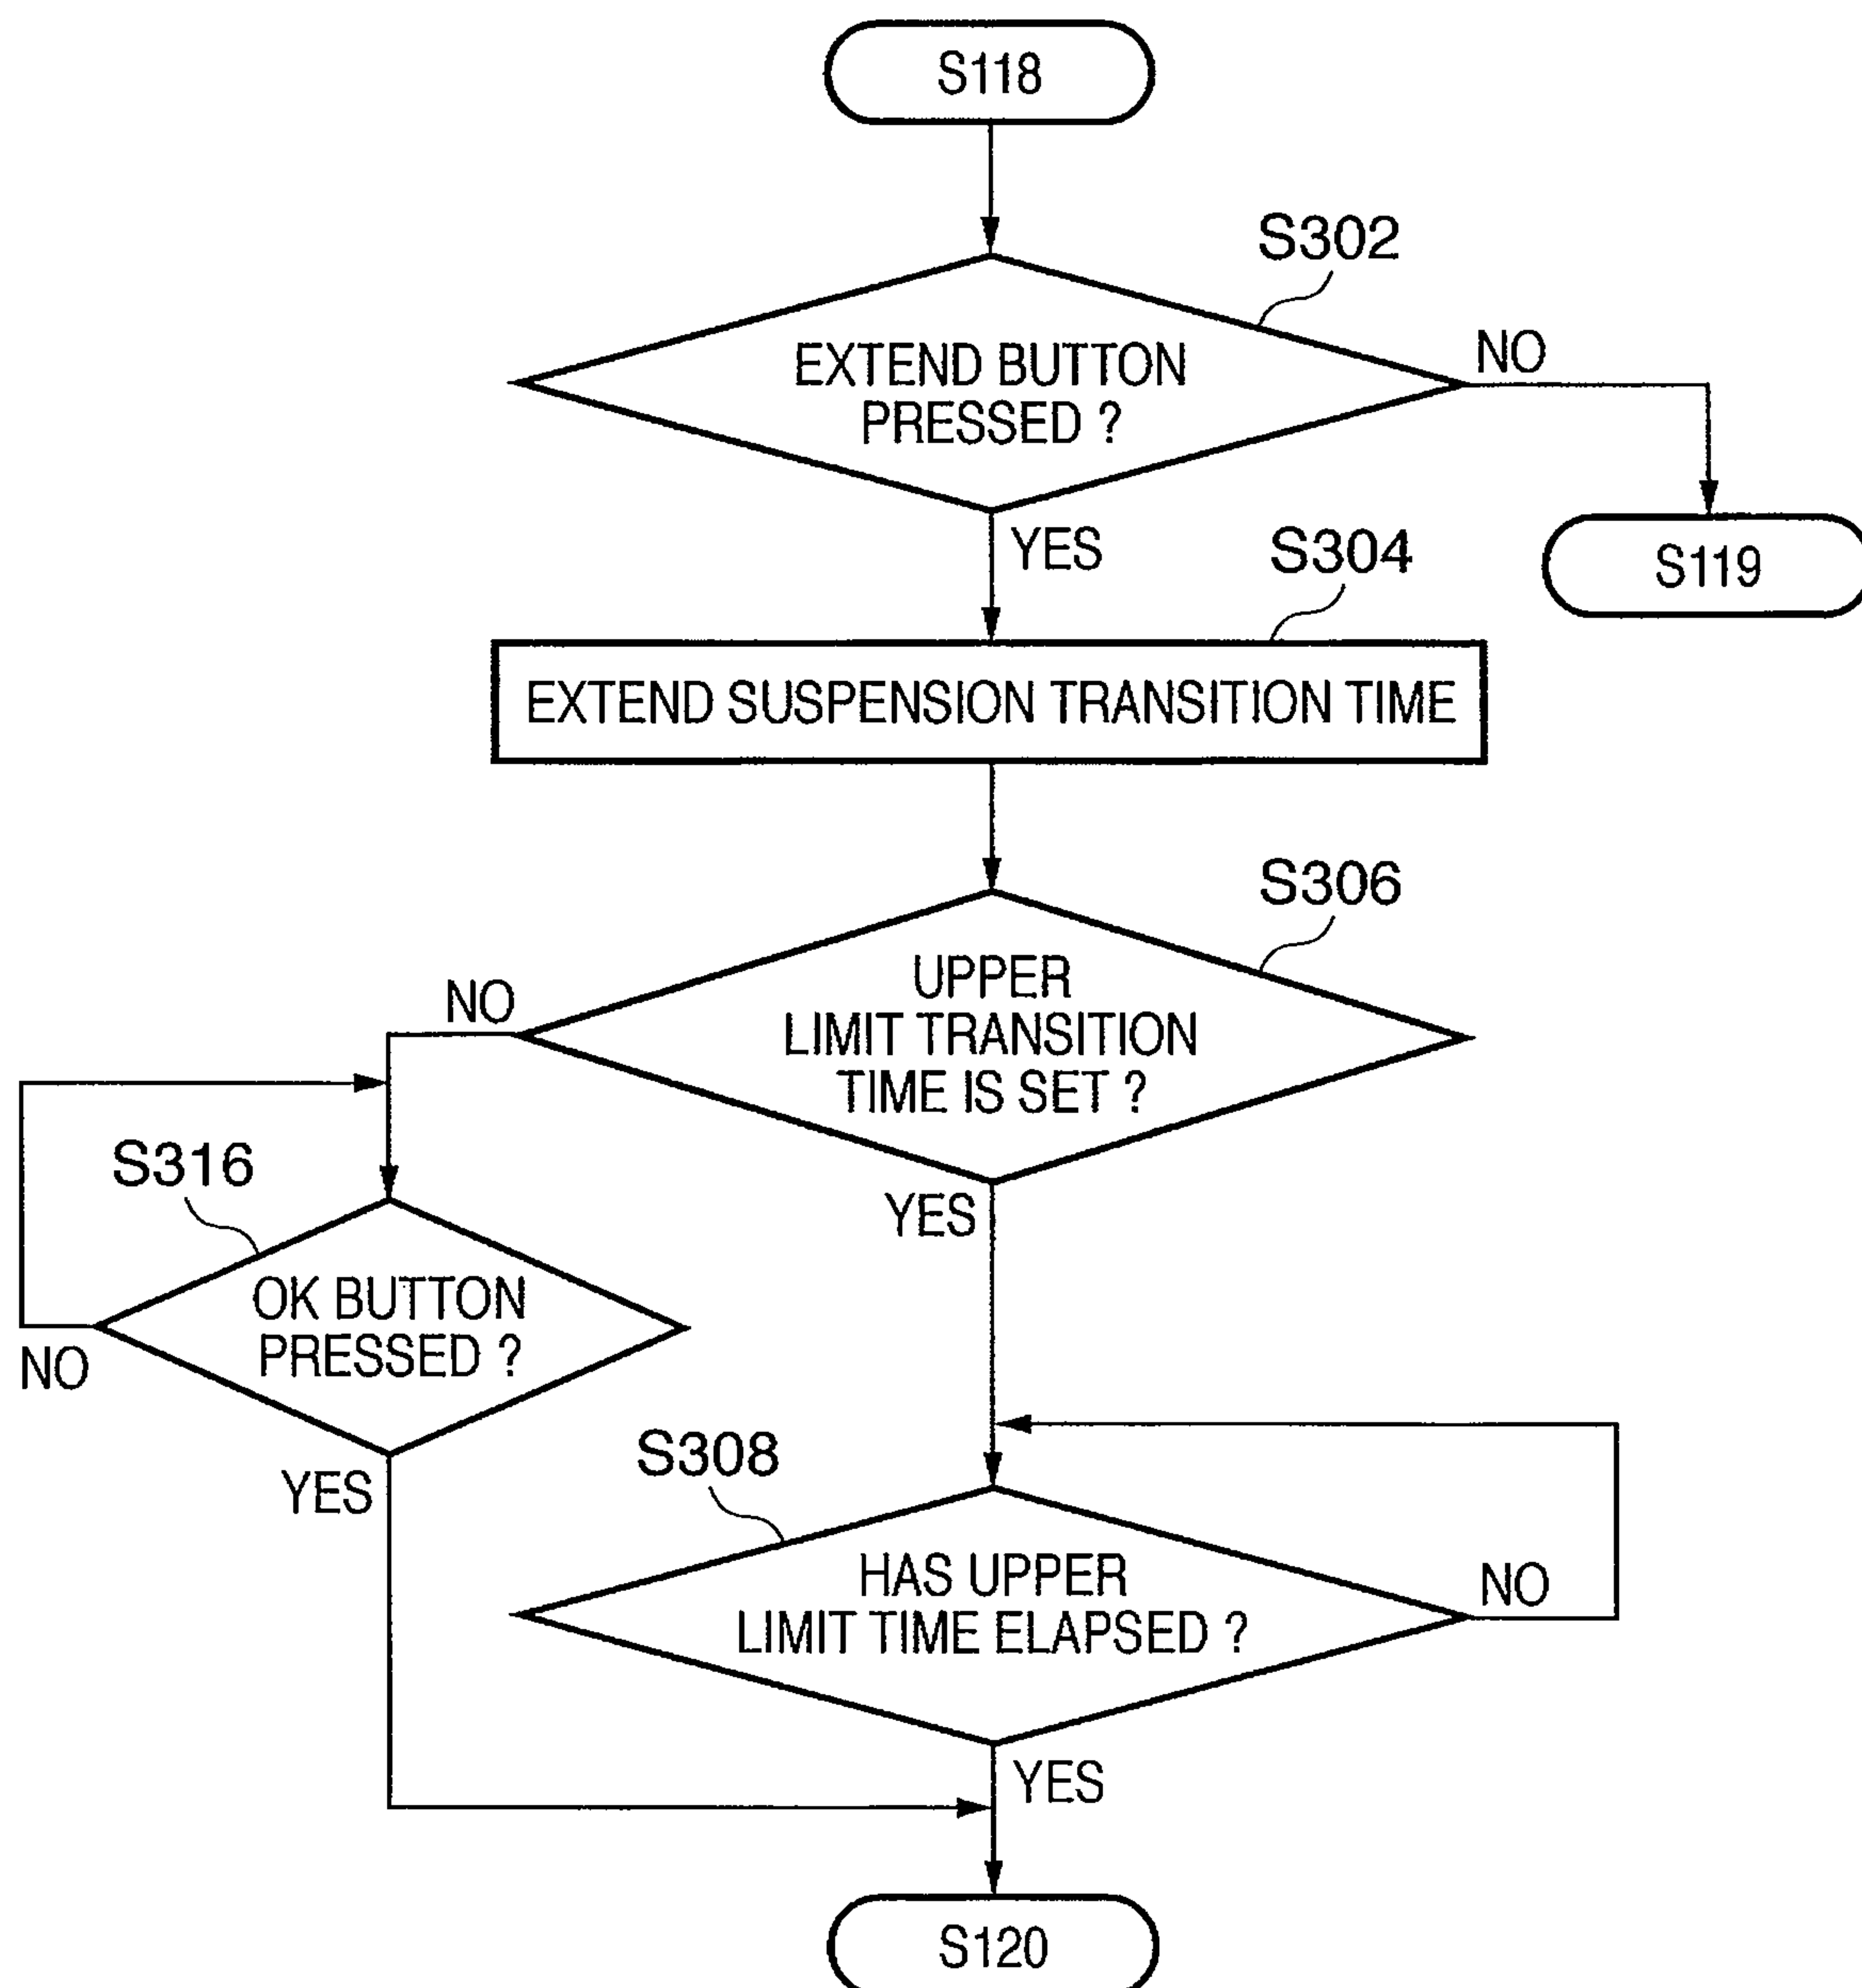 S118
S302
EXTEND BUTTON
PRESSED ?
NO
YES
S119
S304
EXTEND SUSPENSION TRANSITION TIME
S306
UPPER
LIMIT TRANSITION
TIME IS SET ?
NO
YES
S316
OK BUTTON
PRESSED ?
NO
YES
S308
HAS UPPER
LIMIT TIME ELAPSED ?
NO
YES
S120